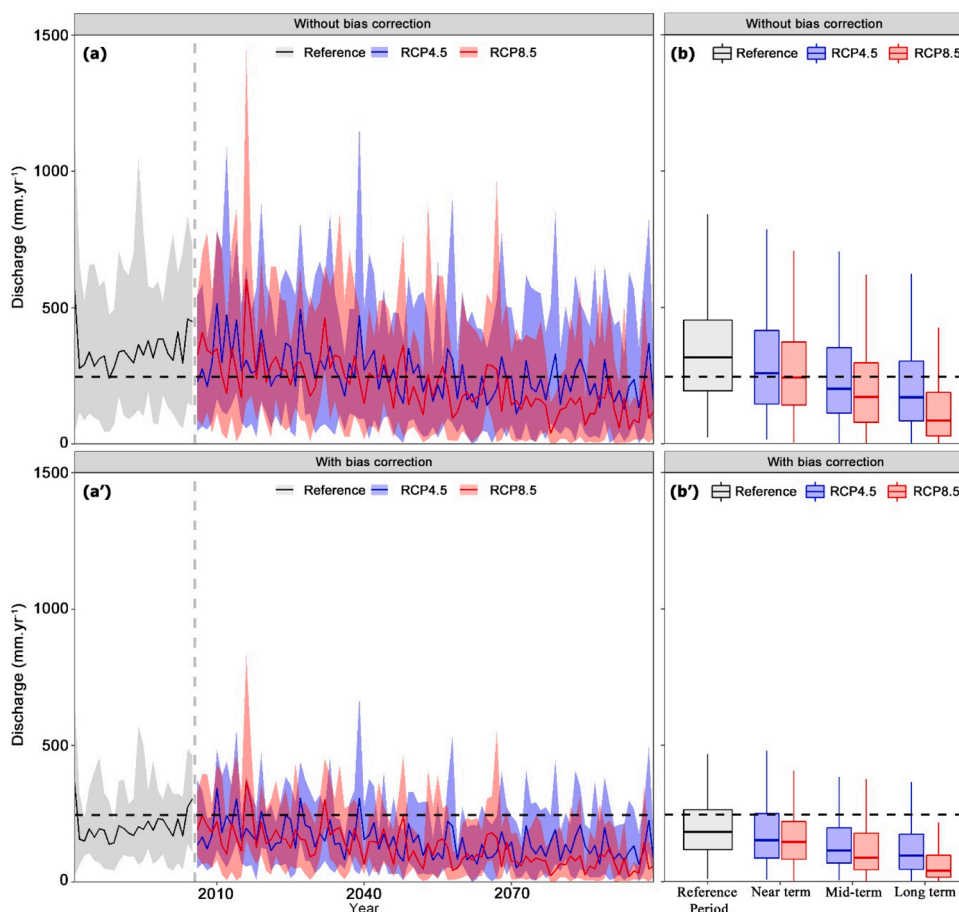 Without bias correction
Without bias correction
1500
(a)
Reference RCP4.5 RCP8.5
(b)
Reference RCP4.5 RCP8.5
1000
Discharge (mm.yr⁻¹)
500
0
With bias correction
With bias correction
1500
(a')
Reference RCP4.5 RCP8.5
(b')
Reference RCP4.5 RCP8.5
1000
Discharge (mm.yr⁻¹)
500
0
2010 2040 2070
Year
Reference Period
Near term
Mid-term
Long term